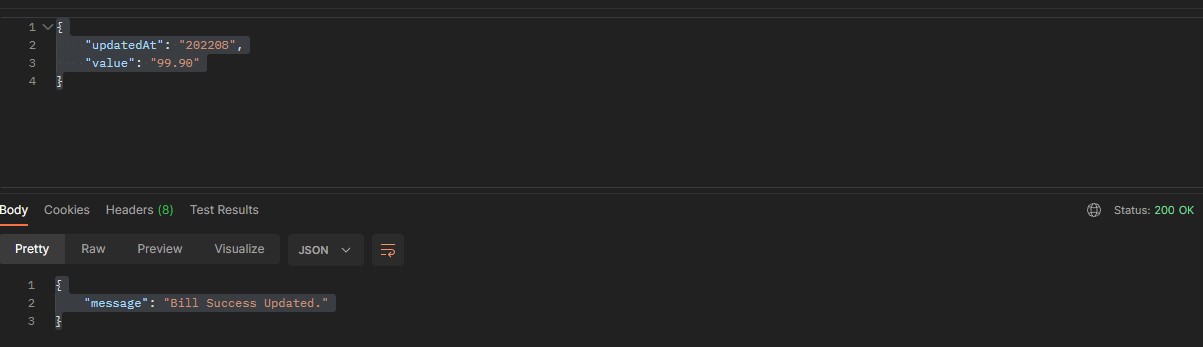 1 {
2 "updatedAt": "202208",
3 "value": "99.90"
4 }
Body Cookies Headers (8) Test Results Status: 200 OK
Pretty Raw Preview Visualize JSON
1 {
2 "message": "Bill Success Updated."
3 }